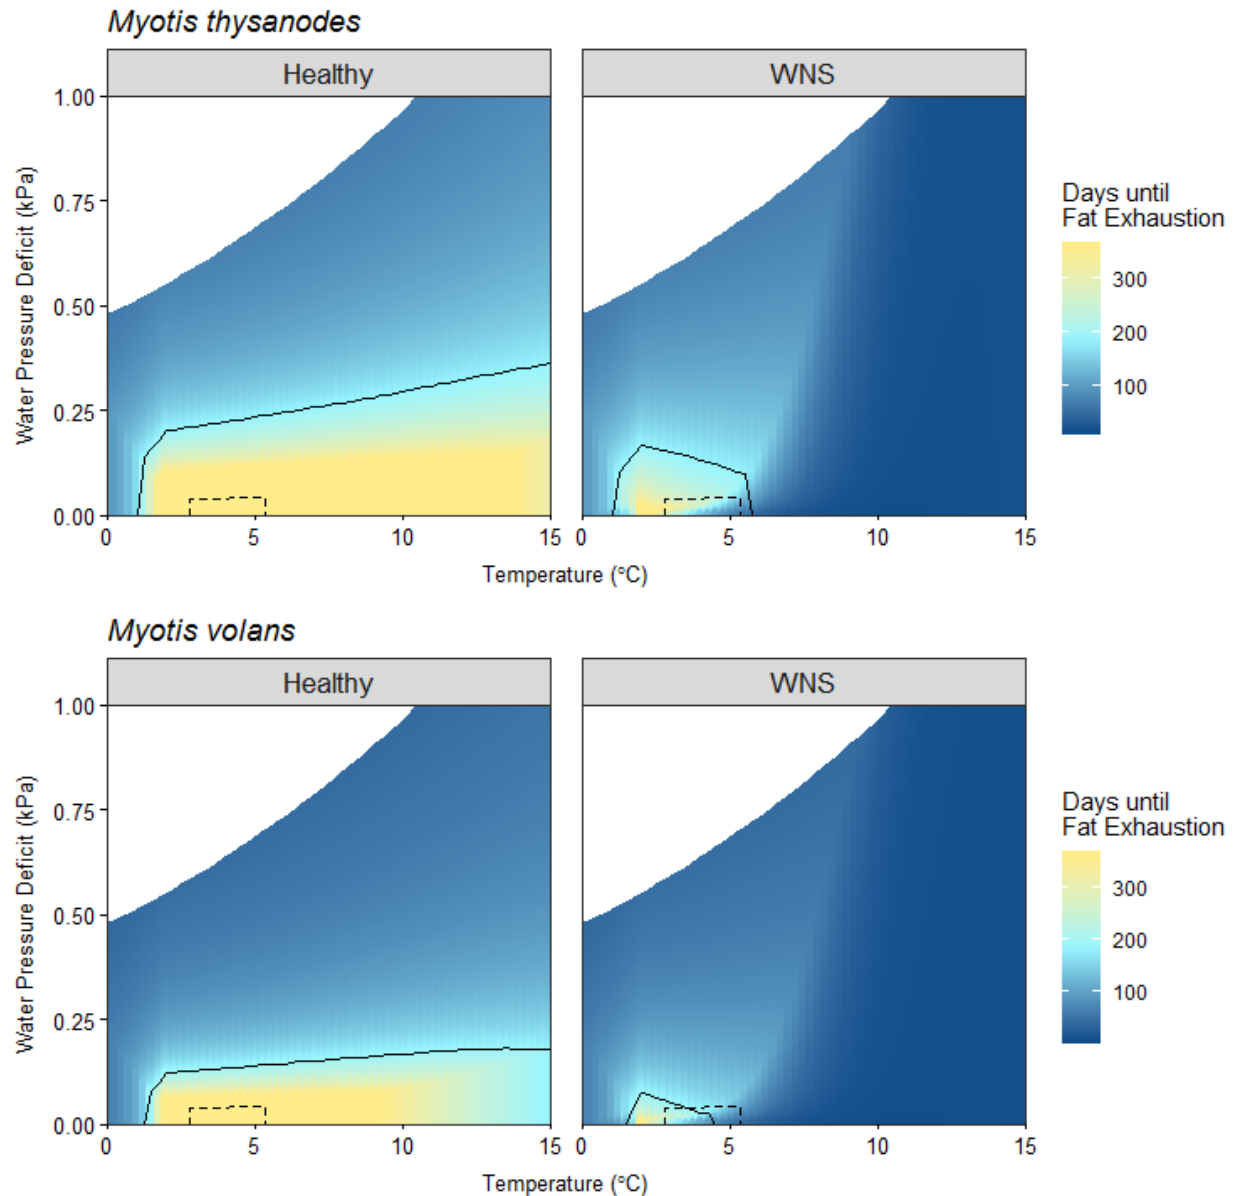 Myotis thysanodes
Healthy
WNS
1.00
0.75
0.50
0.25
0.00
Water Pressure Deficit (kPa)
0 5 10 15 0 5 10 15
Temperature (°C)
Days until
Fat Exhaustion
300
200
100
Myotis volans
Healthy
WNS
1.00
0.75
0.50
0.25
0.00
Water Pressure Deficit (kPa)
0 5 10 15 0 5 10 15
Temperature (°C)
Days until
Fat Exhaustion
300
200
100